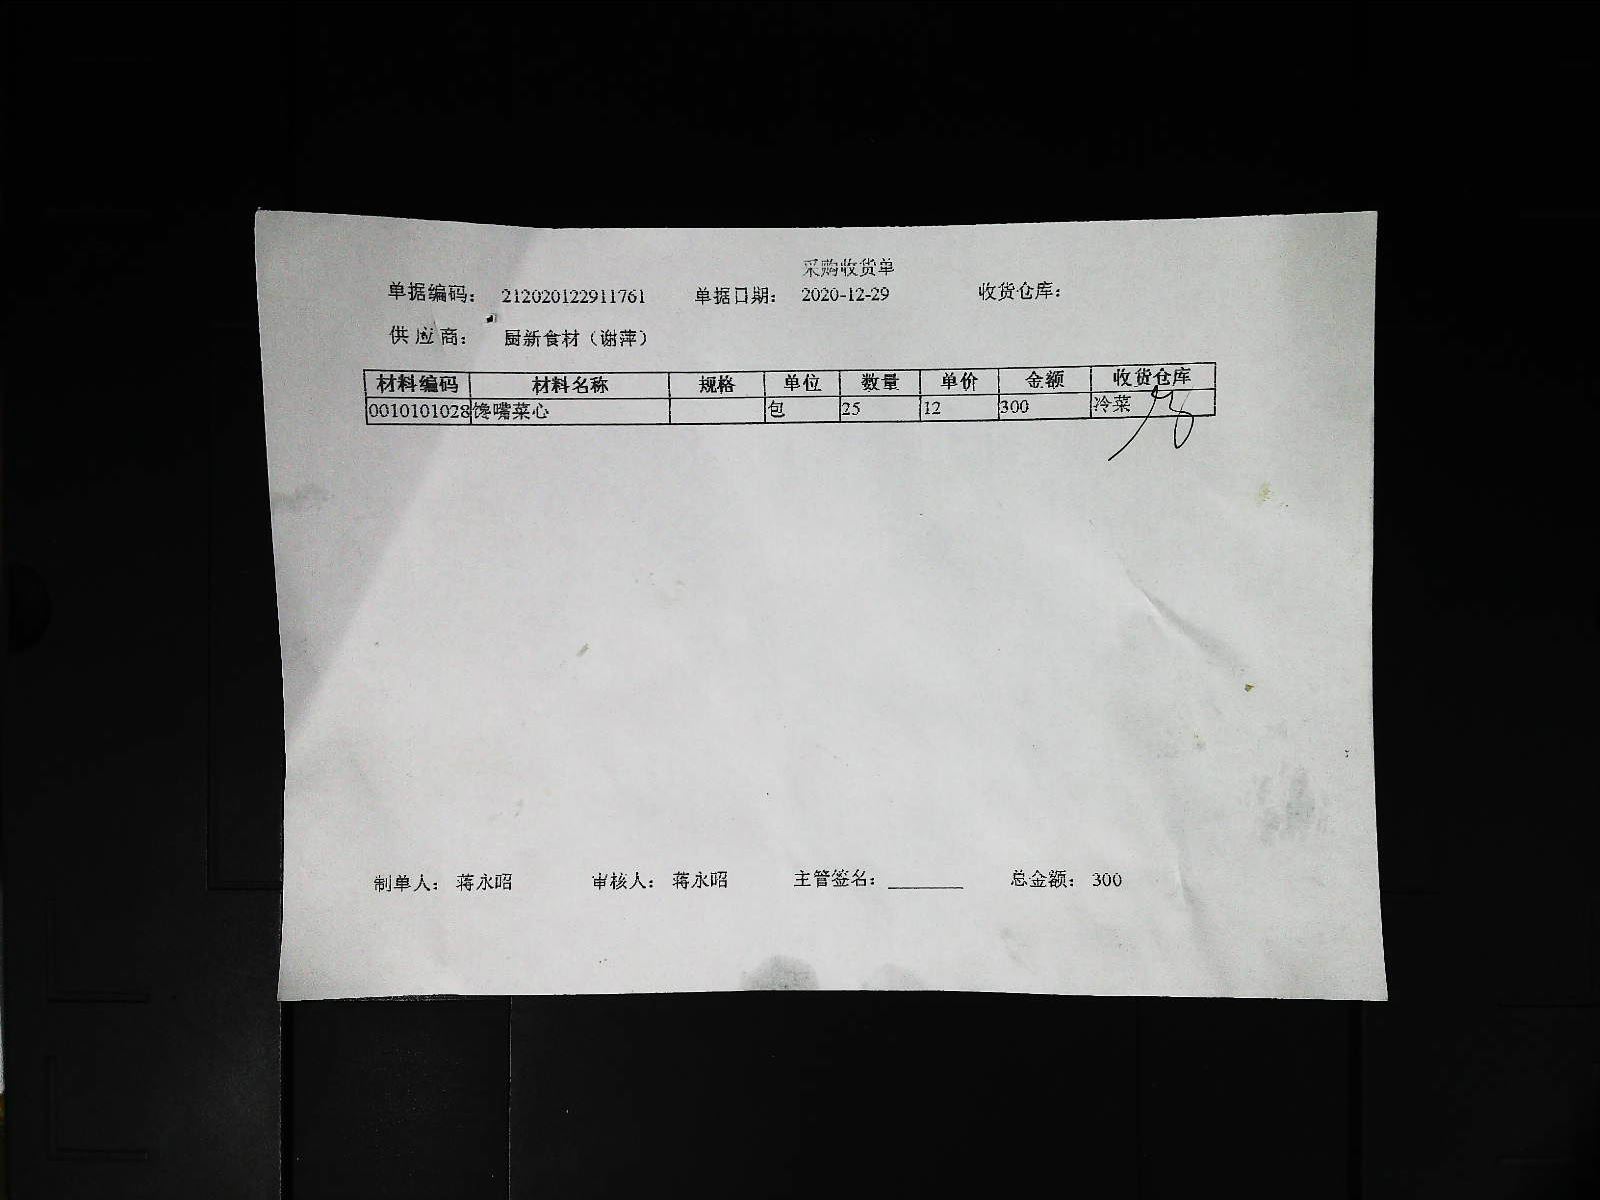 采购收货单
单据编码： 212020122911761 单据日期： 2020-12-29 收货仓库：
供应商： 厨新食材（谢萍）
材料编码 材料名称 规格 单位 数量 单价 金额 收货仓库
0010101028 馋嘴菜心 包 25 12 300 冷菜
制单人： 蒋永昭 审核人： 蒋永昭 主管签名：________ 总金额： 300